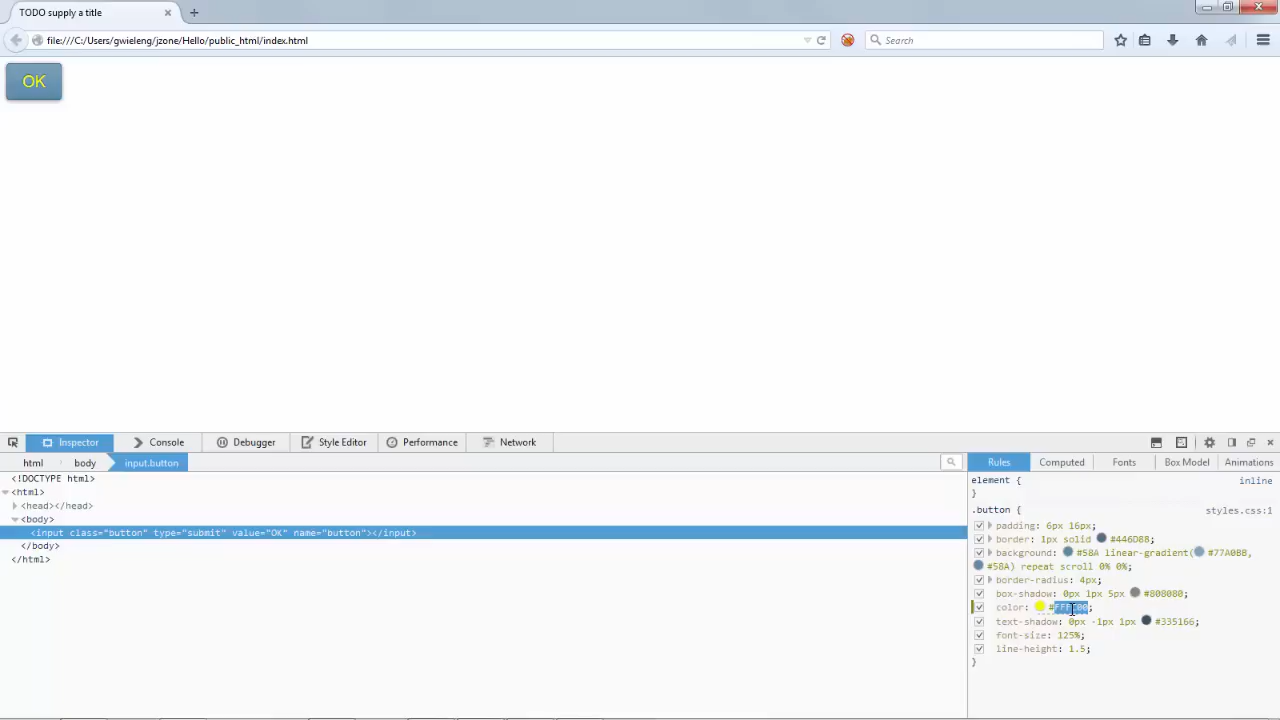 TODO supply a title
file:///C:/Users/gwieleng/jzone/Hello/public_html/index.html
Search
OK
Inspector
Console
Debugger
Style Editor
Performance
Network
html
body
input.button
Rules
Computed
Fonts
Box Model
Animations
<!DOCTYPE html>
<html>
<head></head>
<body>
<input class="button" type="submit" value="OK" name="button"></input>
</body>
</html>
element {
inline
}
.button {
styles.css:1
padding: 6px 16px;
border: 1px solid #446D88;
background: #58A linear-gradient( #77A0BB,
#58A) repeat scroll 0% 0%;
border-radius: 4px;
box-shadow: 0px 1px 5px #808080;
color:
text-shadow: 0px -1px 1px #335166;
font-size: 125%;
line-height: 1.5;
}